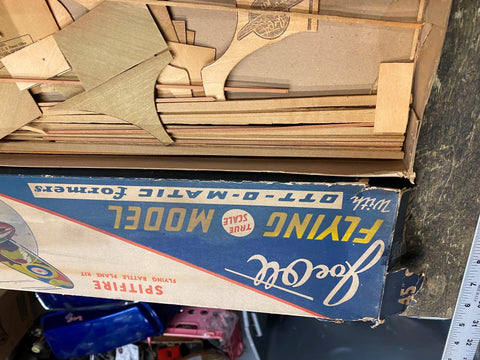 Joe Ott
FLYING MODEL
TRUE
SCALE
With OTT-O-MATIC formers
SPITFIRE
FLYING BATTLE PLANE KIT